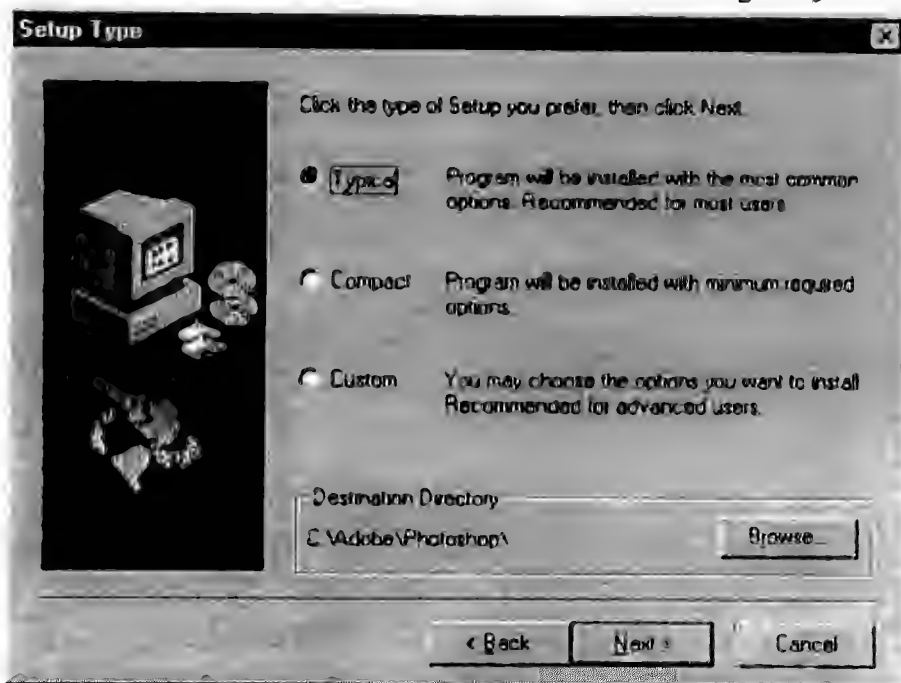 Setup Type
Click the type of Setup you prefer, then click Next.
Typical
Program will be installed with the most common
options. Recommended for most users
Compact
Program will be installed with minimum required
options.
Custom
You may choose the options you want to install
Recommended for advanced users.
Destination Directory
C:\Adobe\Photoshop\
Browse...
< Back
Next >
Cancel